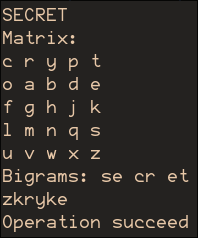 SECRET
Matrix:
c r y p t
o a b d e
f g h j k
l m n q s
u v w x z
Bigrams: se cr et
zkryke
Operation succeed